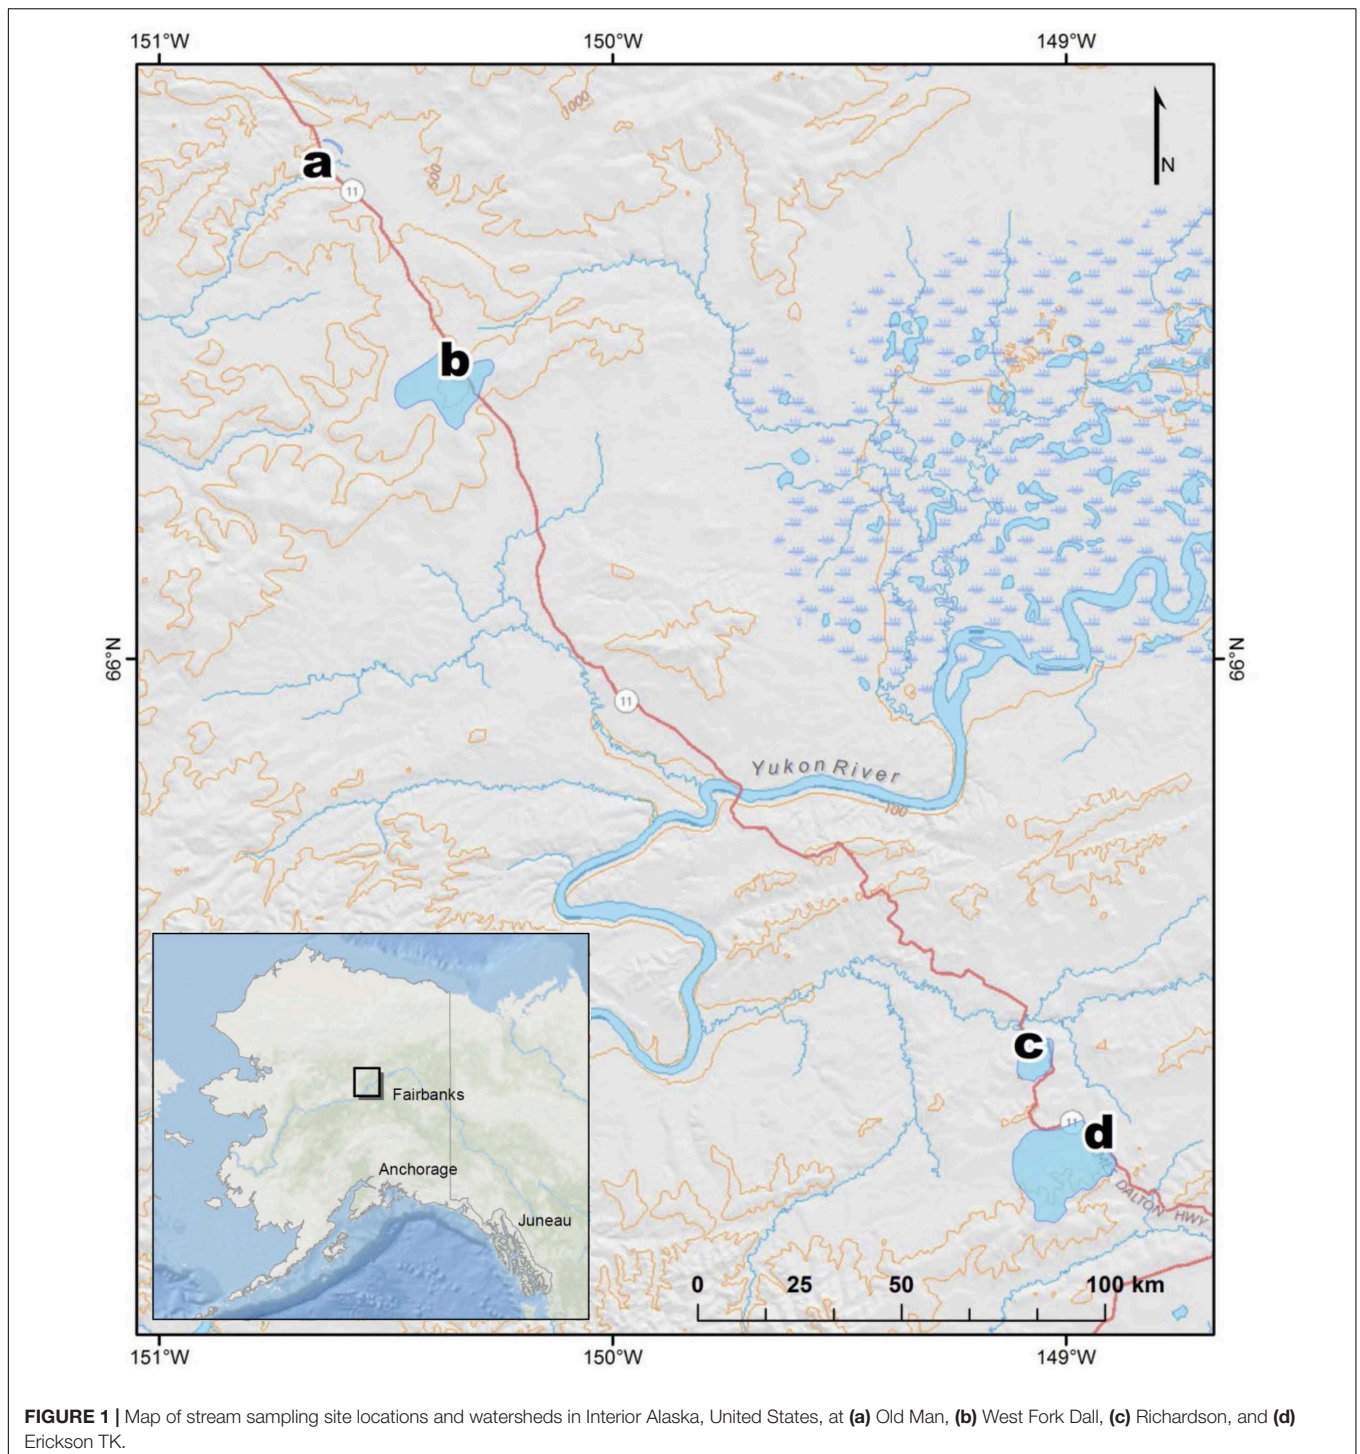 151°W 150°W 149°W
1000
N
a
500
11
b
66°N 66°N
11
Yukon River
100
c
11
d
DALTON HWY
Fairbanks
Anchorage
Juneau
0 25 50 100 km
151°W 150°W 149°W
FIGURE 1 | Map of stream sampling site locations and watersheds in Interior Alaska, United States, at (a) Old Man, (b) West Fork Dall, (c) Richardson, and (d)
Erickson TK.